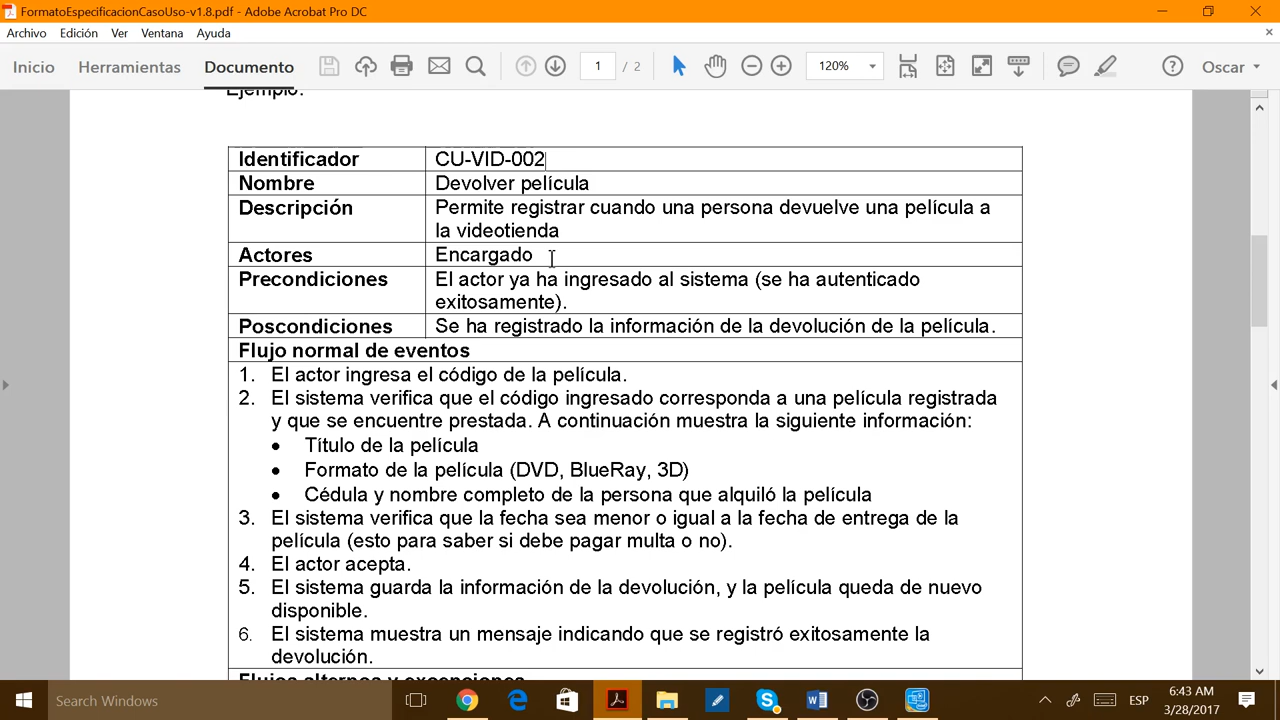 FormatoEspecificacionCasoUso-v1.8.pdf - Adobe Acrobat Pro DC
Archivo Edición Ver Ventana Ayuda
Inicio Herramientas Documento 1 / 2 120% Oscar
Ejemplo:
Identificador CU-VID-002
Nombre Devolver película
Descripción Permite registrar cuando una persona devuelve una película a
la videotienda
Actores Encargado
Precondiciones El actor ya ha ingresado al sistema (se ha autenticado
exitosamente).
Poscondiciones Se ha registrado la información de la devolución de la película.
Flujo normal de eventos
1. El actor ingresa el código de la película.
2. El sistema verifica que el código ingresado corresponda a una película registrada
y que se encuentre prestada. A continuación muestra la siguiente información:
• Título de la película
• Formato de la película (DVD, BlueRay, 3D)
• Cédula y nombre completo de la persona que alquiló la película
3. El sistema verifica que la fecha sea menor o igual a la fecha de entrega de la
película (esto para saber si debe pagar multa o no).
4. El actor acepta.
5. El sistema guarda la información de la devolución, y la película queda de nuevo
disponible.
6. El sistema muestra un mensaje indicando que se registró exitosamente la
devolución.
Flujos alternos y excepciones
Search Windows
ESP
6:43 AM
3/28/2017